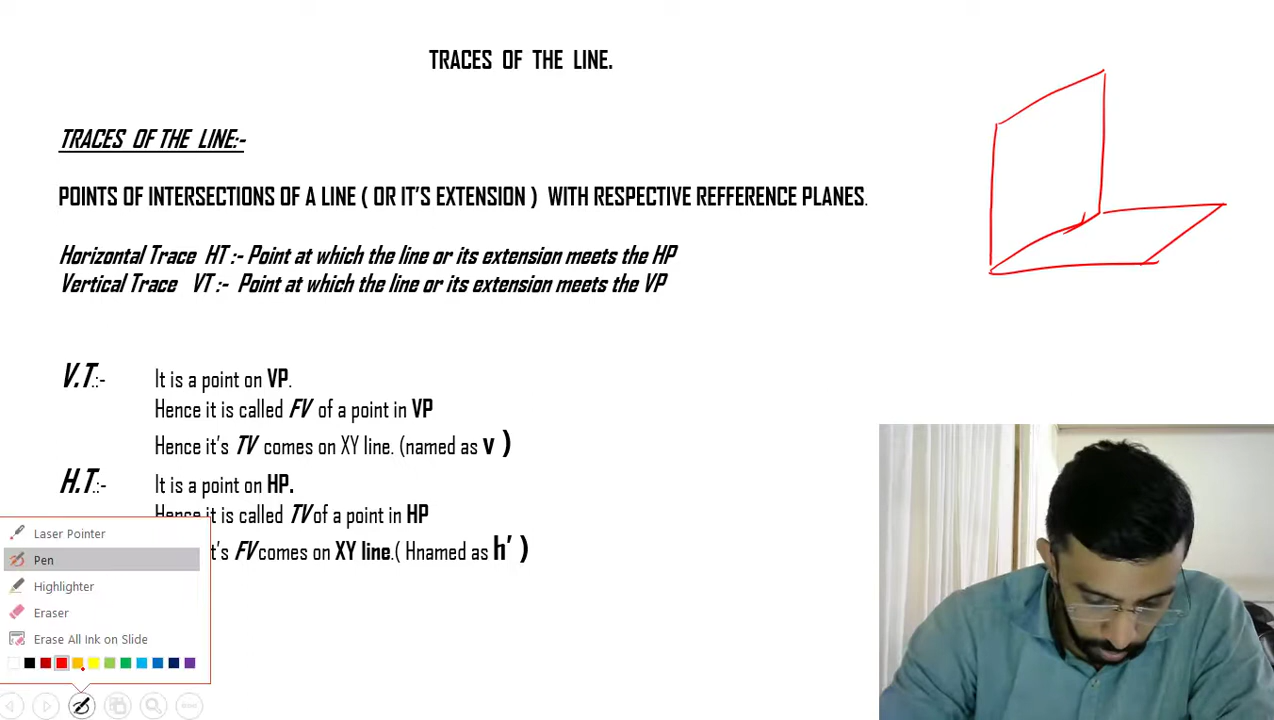 TRACES OF THE LINE.
TRACES OF THE LINE:-
POINTS OF INTERSECTIONS OF A LINE ( OR IT'S EXTENSION ) WITH RESPECTIVE REFFERENCE PLANES.
Horizontal Trace HT :- Point at which the line or its extension meets the HP
Vertical Trace VT :- Point at which the line or its extension meets the VP
V.T.:- It is a point on VP.
Hence it is called FV of a point in VP
Hence it's TV comes on XY line. (named as v )
H.T.:- It is a point on HP.
Hence it is called TV of a point in HP
t's FV comes on XY line.( Hnamed as h' )
Laser Pointer
Pen
Highlighter
Eraser
Erase All Ink on Slide